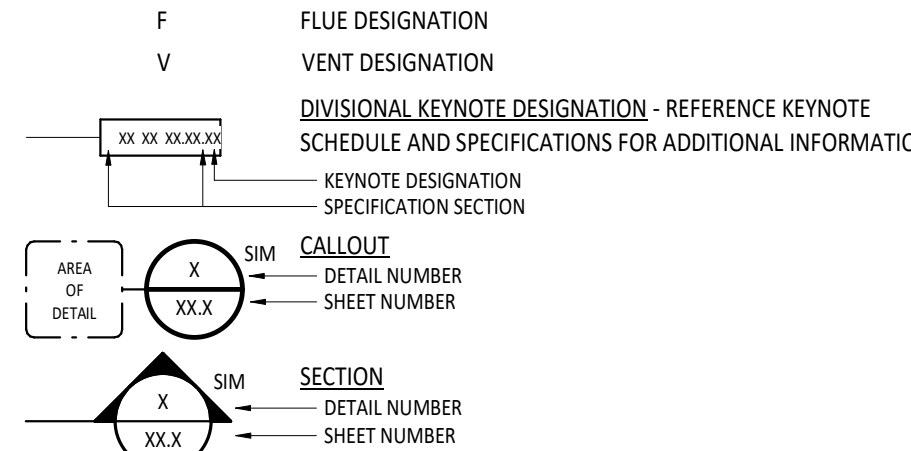 F FLUE DESIGNATION
V VENT DESIGNATION
DIVISIONAL KEYNOTE DESIGNATION - REFERENCE KEYNOTE
SCHEDULE AND SPECIFICATIONS FOR ADDITIONAL INFORMATIO
XX XX XX.XX.XX
KEYNOTE DESIGNATION
SPECIFICATION SECTION
CALLOUT
AREA
OF
DETAIL
X
XX.X
SIM
DETAIL NUMBER
SHEET NUMBER
SECTION
X
XX.X
SIM
DETAIL NUMBER
SHEET NUMBER